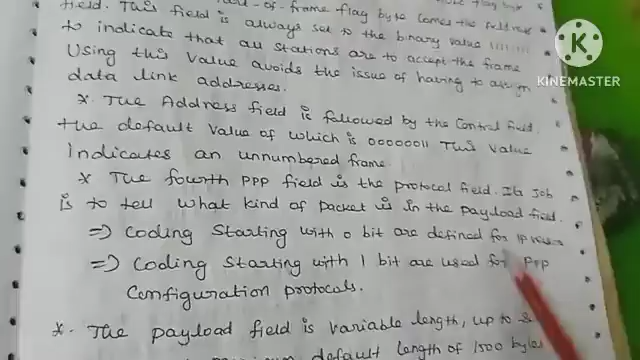 field. This field is always set to the binary value 11111111
to indicate that all stations are to accept the frame
Using this value avoids the issue of having to assign
data link addresses.
* The Address field is followed by the control field.
the default value of which is 00000011 This value
indicates an unnumbered frame.
* The fourth PPP field is the protocal field. Its Job
is to tell what kind of packet is in the payload field.
=> Coding Starting with 0 bit are defined for IP
=> Coding Starting with 1 bit are used for PPP
Configuration protocals.
* The payload field is variable length, up to
default length of 1500 bytes
KINEMASTER